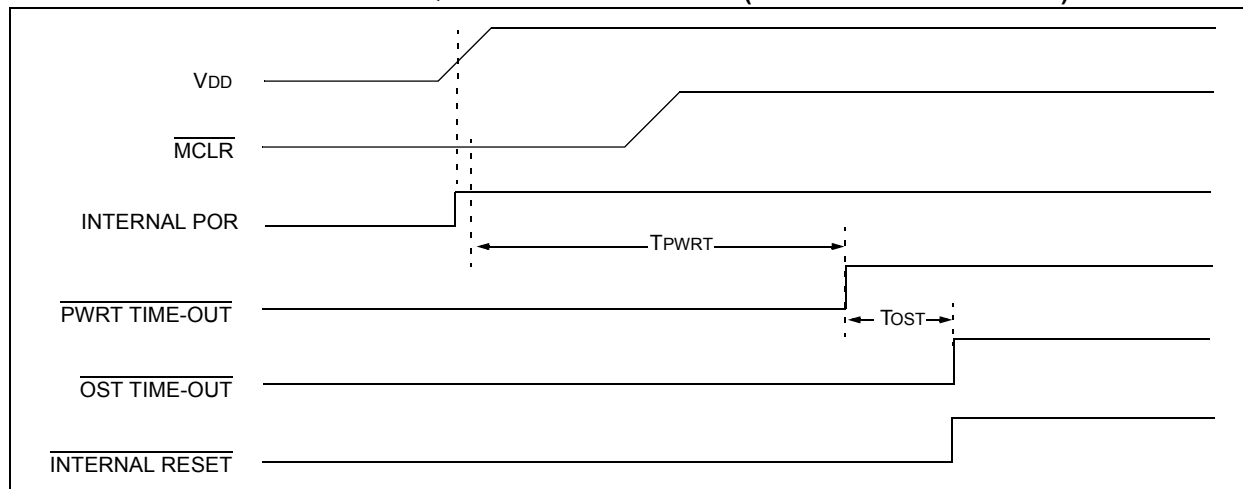 VDD
MCLR
INTERNAL POR
TPWRT
PWRT TIME-OUT
TOST
OST TIME-OUT
INTERNAL RESET